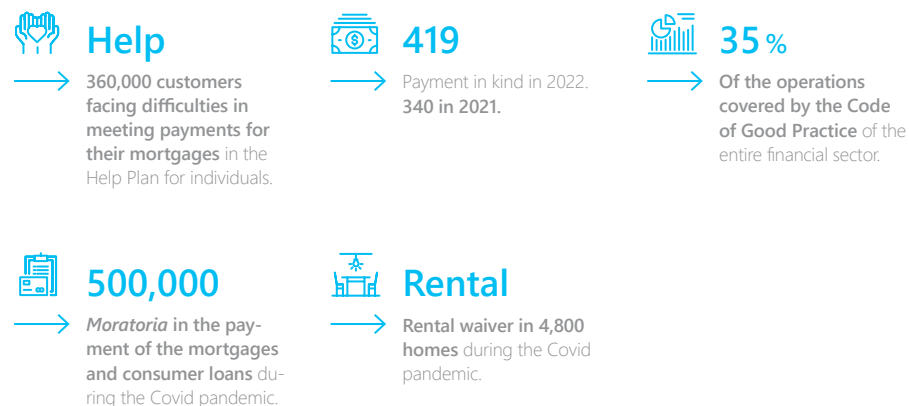 Help
360,000 customers
facing difficulties in
meeting payments for
their mortgages in the
Help Plan for individuals.
419
Payment in kind in 2022.
340 in 2021.
35 %
Of the operations
covered by the Code
of Good Practice of the
entire financial sector.
500,000
Moratoria in the pay-
ment of the mortgages
and consumer loans du-
ring the Covid pandemic.
Rental
Rental waiver in 4,800
homes during the Covid
pandemic.